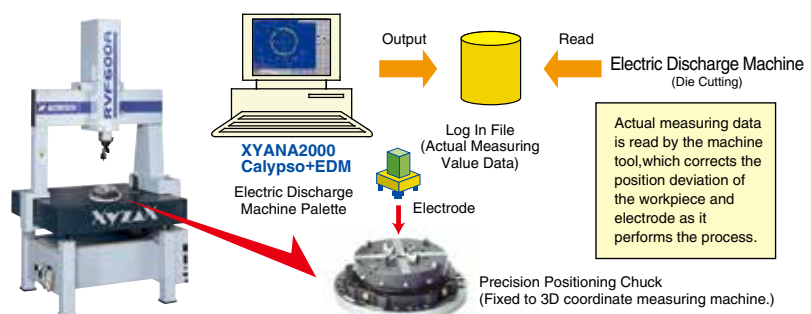 RVF600A
XYZAX
Output
Read
Electric Discharge Machine
(Die Cutting)
XYANA2000
Calypso+EDM
Electric Discharge
Machine Palette
Log In File
(Actual Measuring
Value Data)
Electrode
Actual measuring data
is read by the machine
tool,which corrects the
position deviation of
the workpiece and
electrode as it
performs the process.
Precision Positioning Chuck
(Fixed to 3D coordinate measuring machine.)